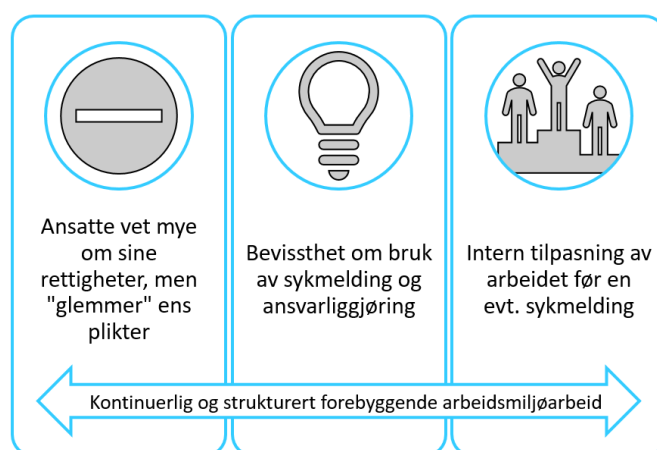 Ansatte vet mye
om sine
rettigheter, men
"glemmer" ens
plikter
Bevissthet om bruk
av sykmelding og
ansvarliggjøring
Intern tilpasning av
arbeidet før en
evt. sykmelding
Kontinuerlig og strukturert forebyggende arbeidsmiljøarbeid